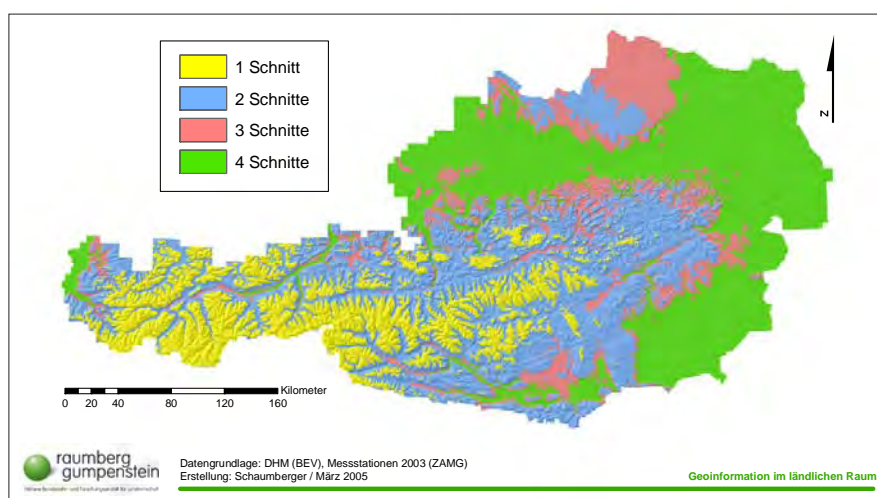 1 Schnitt
2 Schnitte
3 Schnitte
4 Schnitte
N
Kilometer
0 10 20 40 80 120 160
raumberg
gumpenstein
Datengrundlage: DHM (BEV), Messstationen 2003 (ZAMG)
Erstellung: Schaumberger / März 2005
Geoinformation im ländlichen Raum